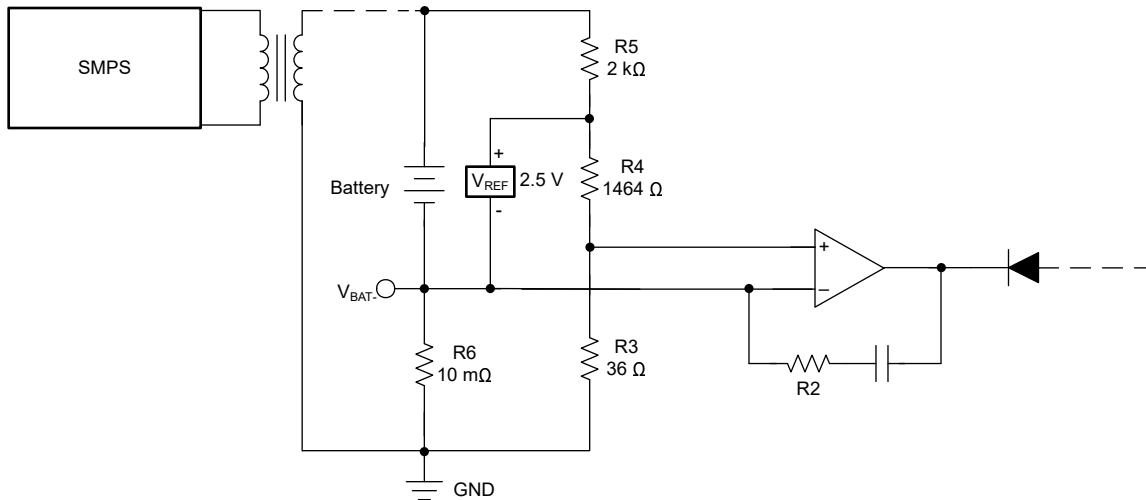 SMPS
R5
2 kΩ
+
V_REF
2.5 V
-
R4
1464 Ω
Battery
+
−
V_BAT-
R6
10 mΩ
R3
36 Ω
R2
GND